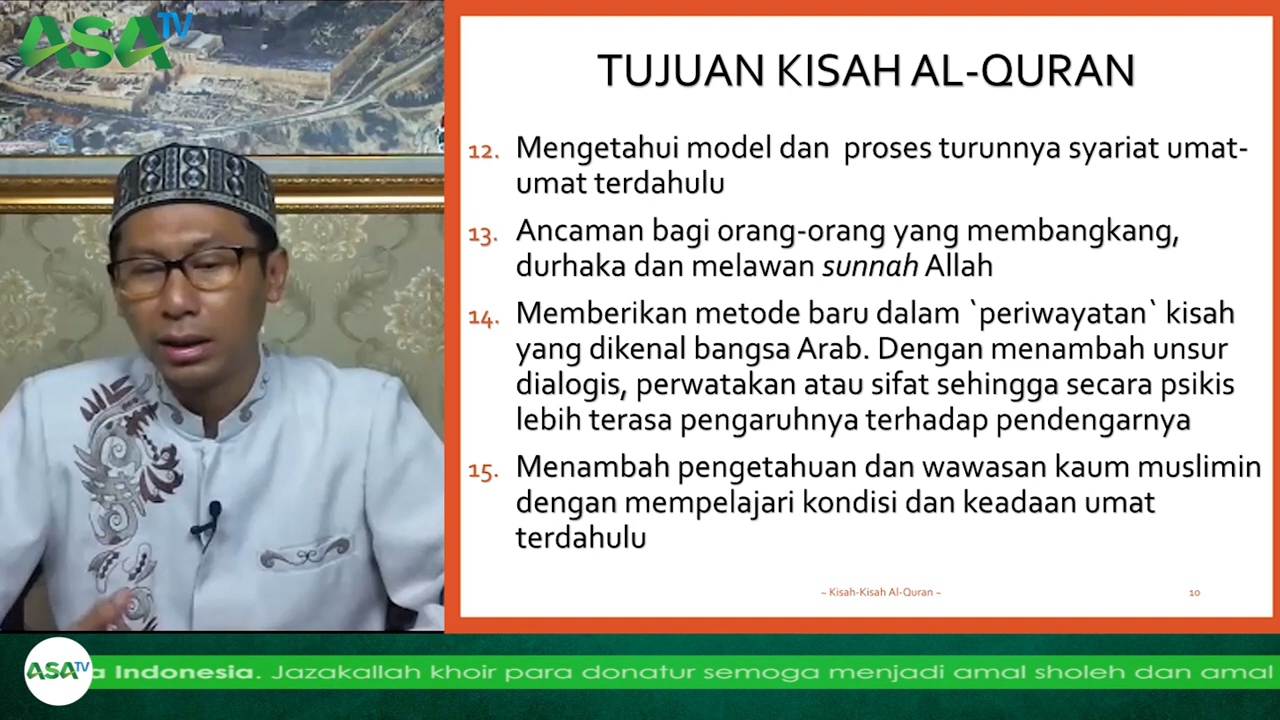 ASA TV
TUJUAN KISAH AL-QURAN
12. Mengetahui model dan proses turunnya syariat umat-
umat terdahulu
13. Ancaman bagi orang-orang yang membangkang,
durhaka dan melawan sunnah Allah
14. Memberikan metode baru dalam `periwayatan` kisah
yang dikenal bangsa Arab. Dengan menambah unsur
dialogis, perwatakan atau sifat sehingga secara psikis
lebih terasa pengaruhnya terhadap pendengarnya
15. Menambah pengetahuan dan wawasan kaum muslimin
dengan mempelajari kondisi dan keadaan umat
terdahulu
~ Kisah-Kisah Al-Quran ~
10
ASA TV
a Indonesia. Jazakallah khoir para donatur semoga menjadi amal sholeh dan amal